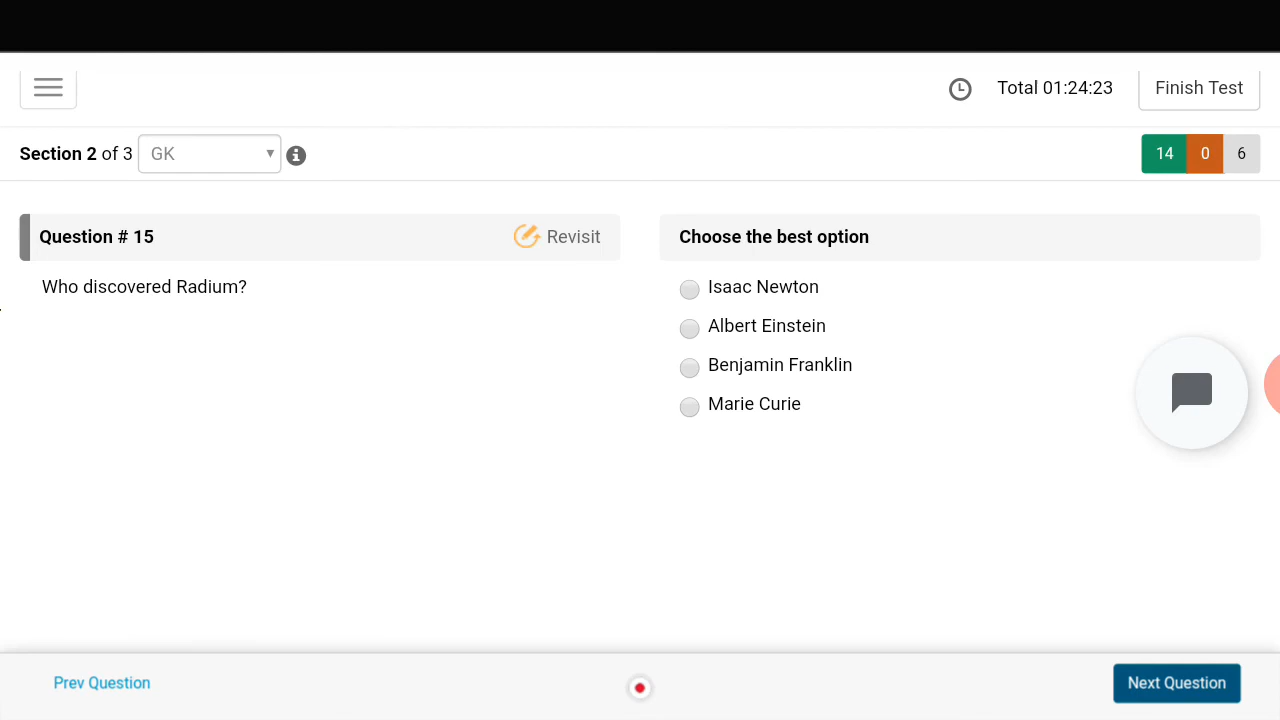 Total 01:24:23
Finish Test
Section 2 of 3
GK
14 0 6
Question # 15
Revisit
Who discovered Radium?
Choose the best option
Isaac Newton
Albert Einstein
Benjamin Franklin
Marie Curie
Prev Question
Next Question